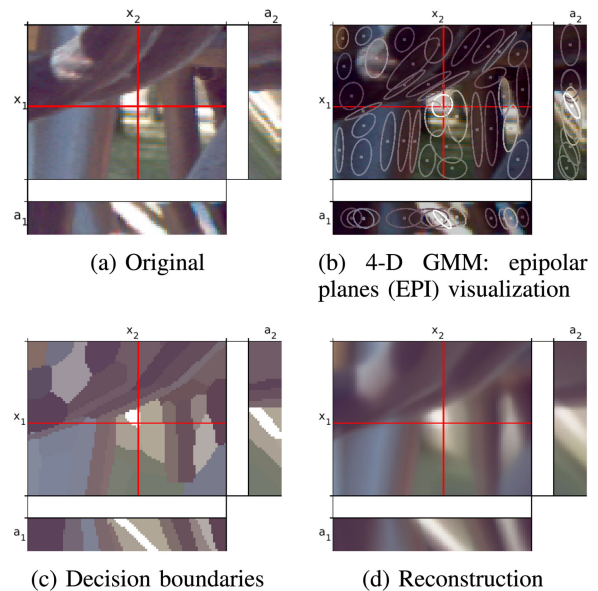 x2 a2 x2 a2
x1 x1
a1 a1
(a) Original
(b) 4-D GMM: epipolar
planes (EPI) visualization
x2 a2 x2 a2
x1 x1
a1 a1
(c) Decision boundaries
(d) Reconstruction